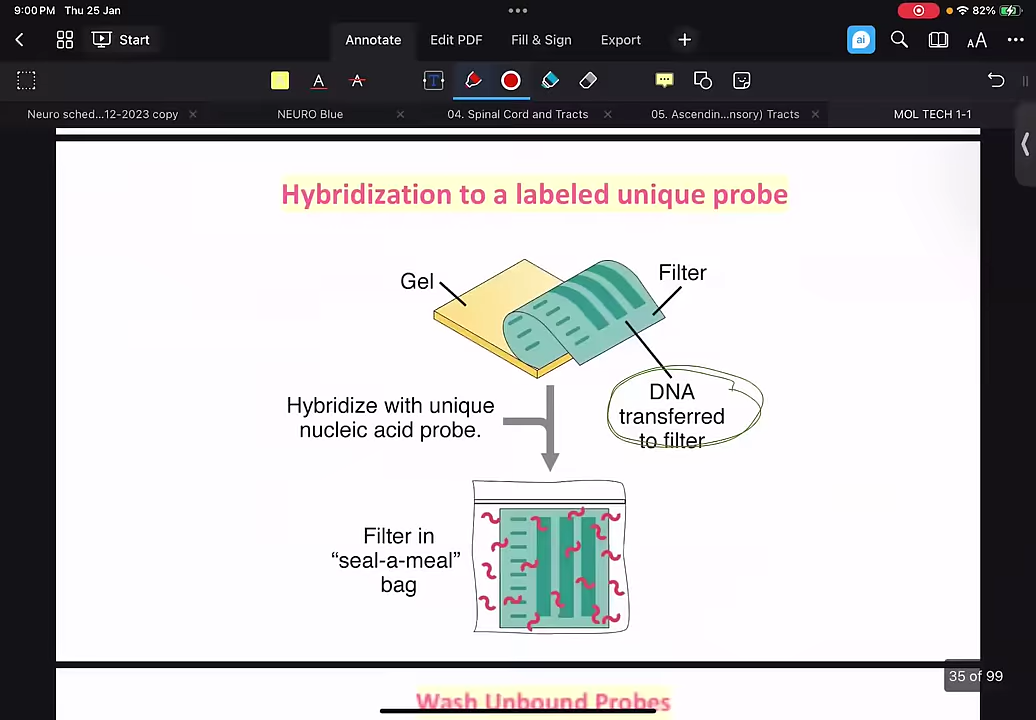 9:00 PM Thu 25 Jan
82%
Start
Annotate
Edit PDF
Fill & Sign
Export
ai
AA
T
A
A
Neuro sched...12-2023 copy
NEURO Blue
04. Spinal Cord and Tracts
05. Ascendin...nsory) Tracts
MOL TECH 1-1
Hybridization to a labeled unique probe
Gel
Filter
DNA
transferred
to filter
Hybridize with unique
nucleic acid probe.
Filter in
“seal-a-meal”
bag
35 of 99
Wash Unbound Probes